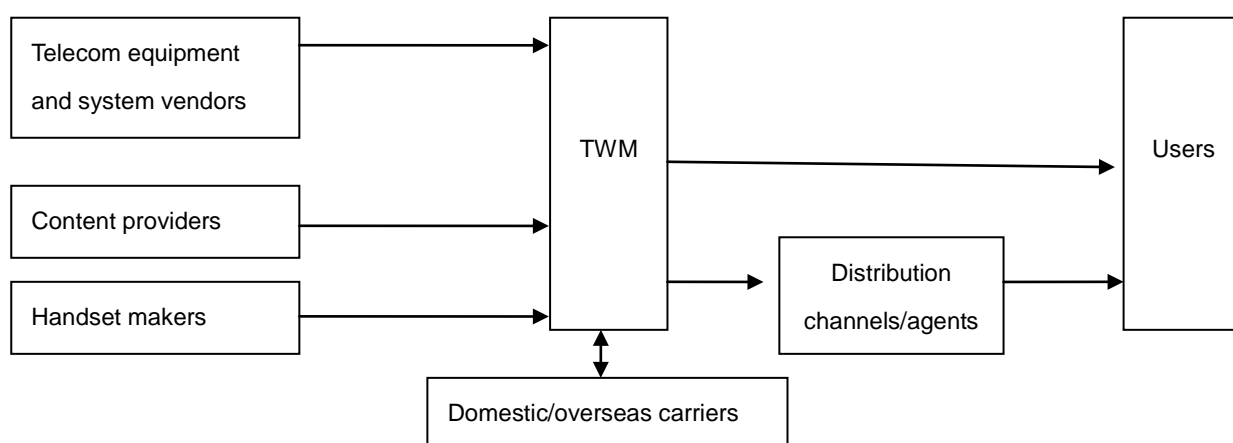 Telecom equipment
and system vendors
TWM
Users
Content providers
Distribution
channels/agents
Handset makers
Domestic/overseas carriers